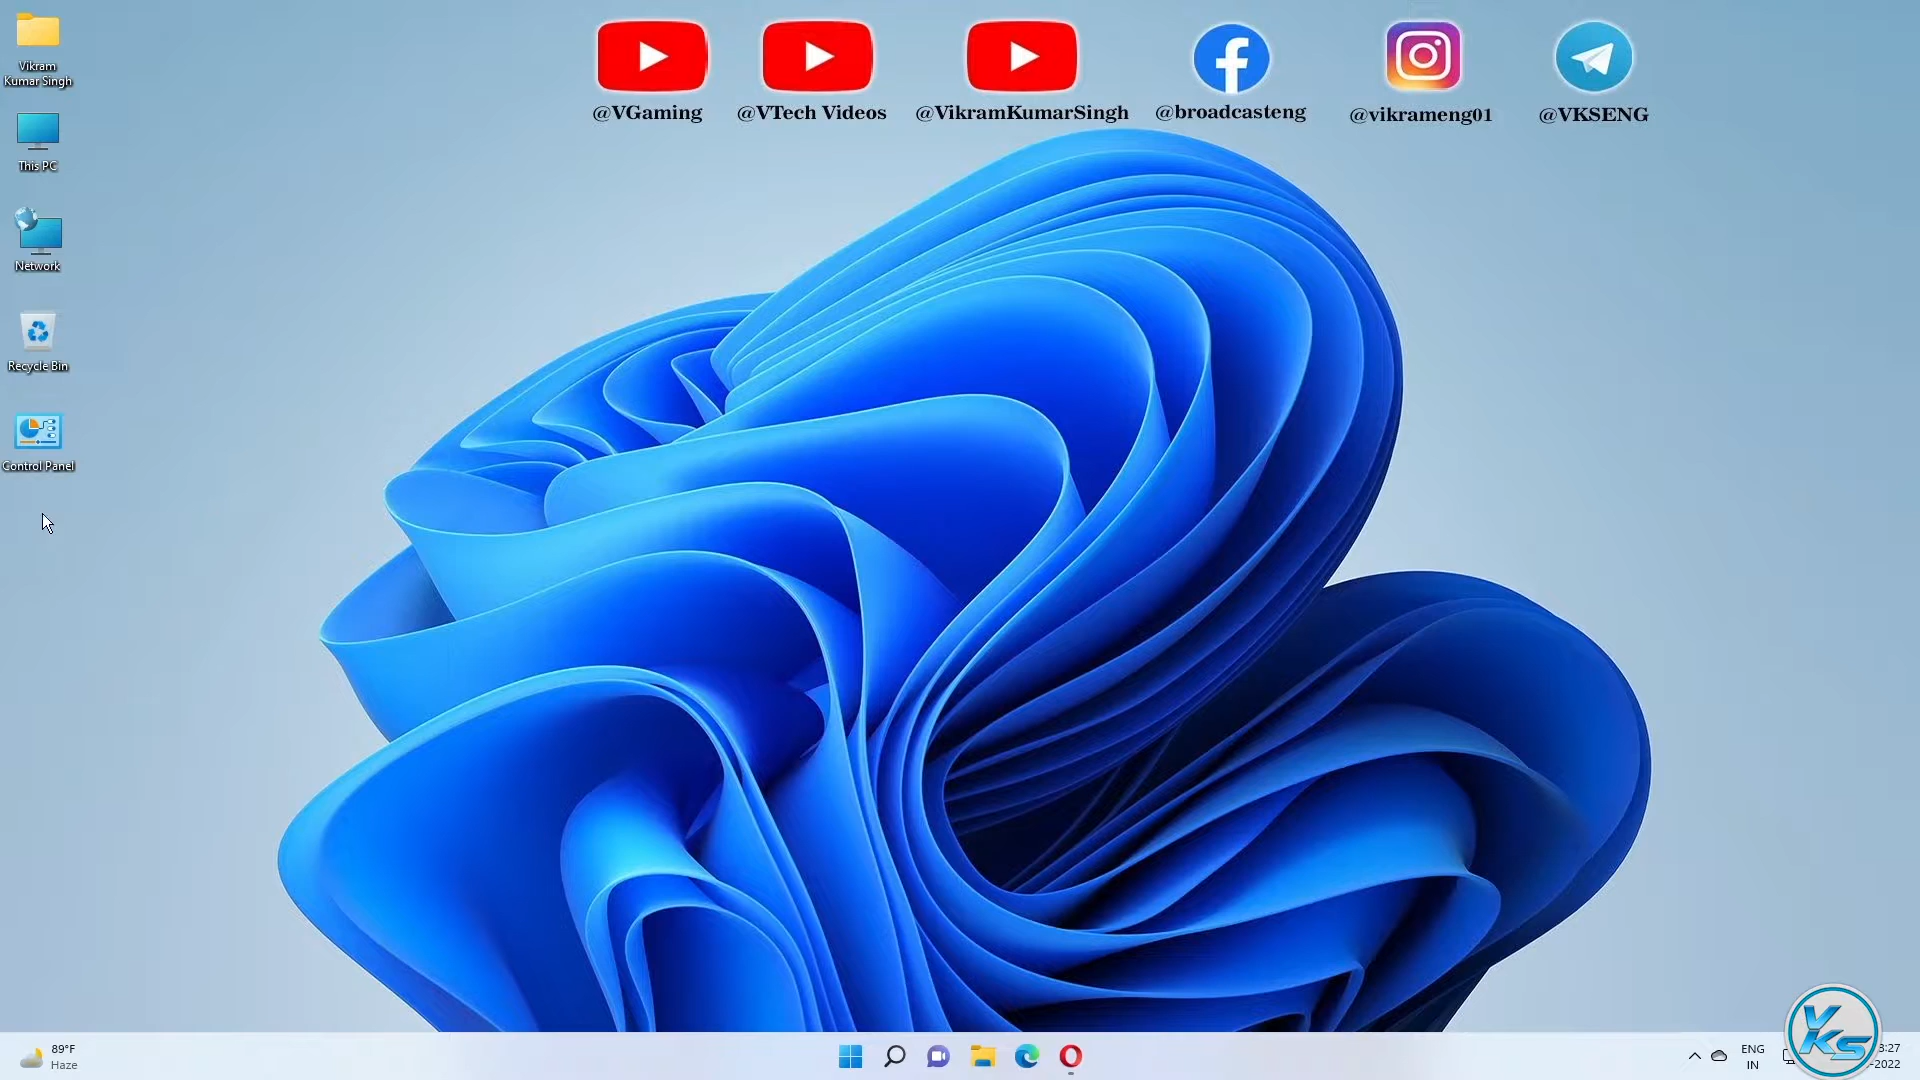 @VGaming
@VTech Videos
@VikramKumarSingh
@broadcasteng
@vikrameng01
@VKSENG
Vikram
Kumar Singh
This PC
Network
Recycle Bin
Control Panel
89°F
Haze
ENG
IN
3:27
-2022
VKS